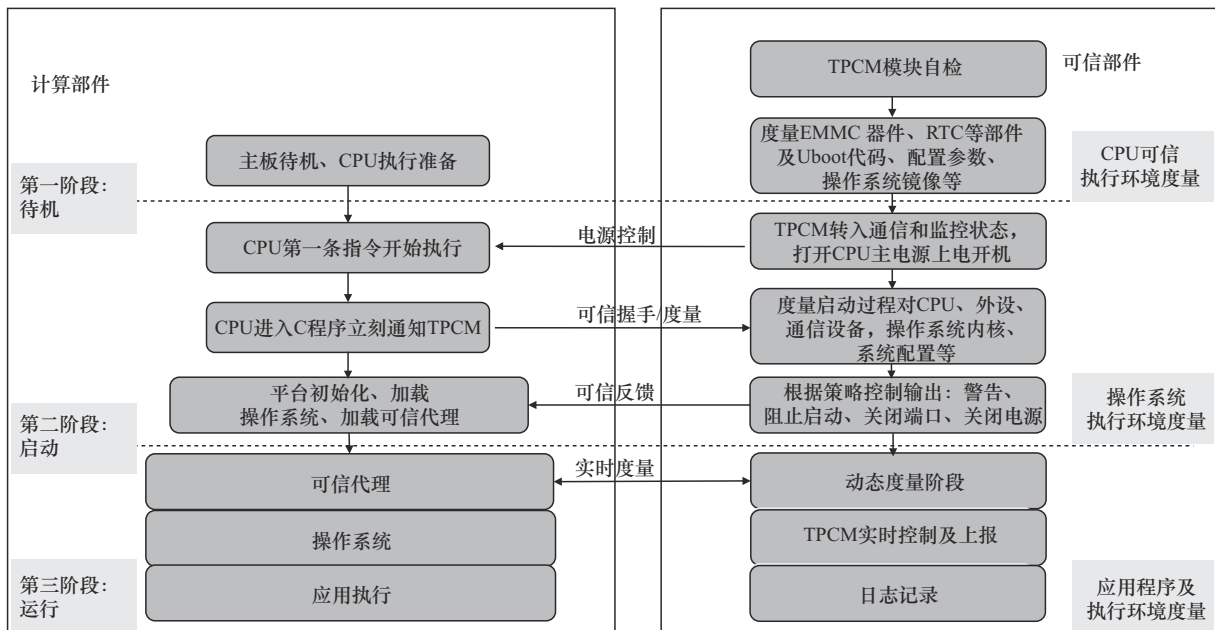 计算部件
第一阶段：
待机
主板待机、CPU执行准备
CPU第一条指令开始执行
CPU进入C程序立刻通知TPCM
第二阶段：
启动
平台初始化、加载
操作系统、加载可信代理
可信代理
操作系统
第三阶段：
运行
应用执行
电源控制
可信握手/度量
可信反馈
实时度量
可信部件
TPCM模块自检
度量EMMC 器件、RTC等部件
及Uboot代码、配置参数、
操作系统镜像等
CPU可信
执行环境度量
TPCM转入通信和监控状态，
打开CPU主电源上电开机
度量启动过程对CPU、外设、
通信设备，操作系统内核、
系统配置等
根据策略控制输出：警告、
阻止启动、关闭端口、关闭电源
操作系统
执行环境度量
动态度量阶段
TPCM实时控制及上报
日志记录
应用程序及
执行环境度量